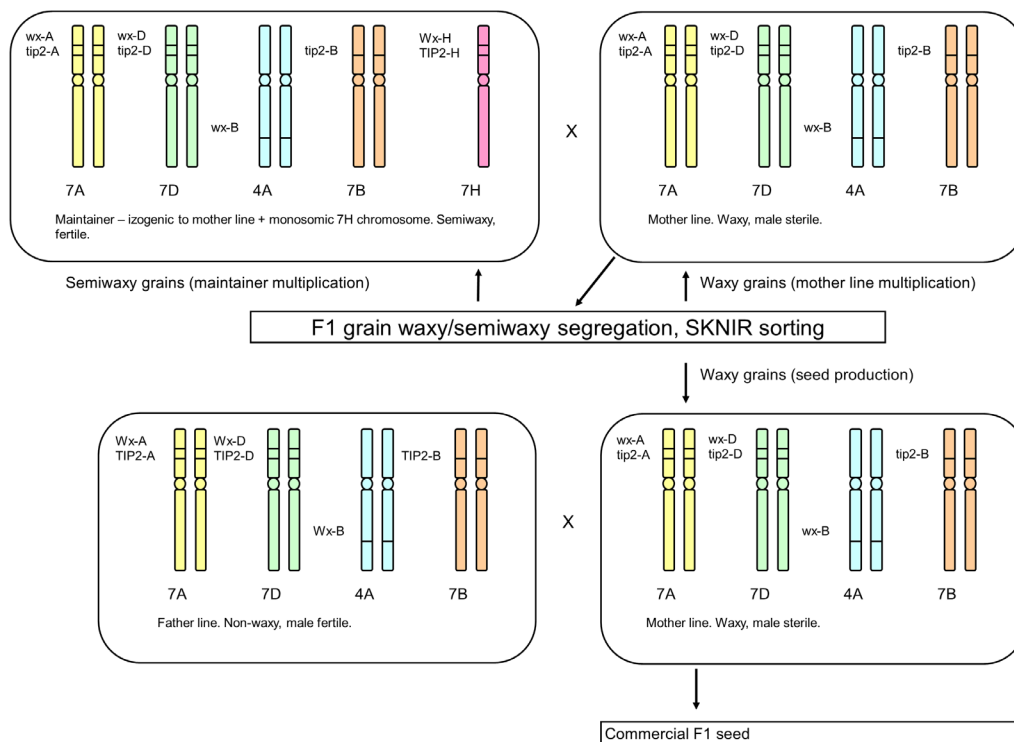 wx-A
tip2-A
wx-D
tip2-D
wx-B
tip2-B
Wx-H
TIP2-H
7A
7D
4A
7B
7H
Maintainer – izogenic to mother line + monosomic 7H chromosome. Semiwaxy,
fertile.
X
wx-A
tip2-A
wx-D
tip2-D
wx-B
tip2-B
7A
7D
4A
7B
Mother line. Waxy, male sterile.
Semiwaxy grains (maintainer multiplication)
Waxy grains (mother line multiplication)
F1 grain waxy/semiwaxy segregation, SKNIR sorting
Waxy grains (seed production)
Wx-A
TIP2-A
Wx-D
TIP2-D
Wx-B
TIP2-B
7A
7D
4A
7B
Father line. Non-waxy, male fertile.
X
wx-A
tip2-A
wx-D
tip2-D
wx-B
tip2-B
7A
7D
4A
7B
Mother line. Waxy, male sterile.
Commercial F1 seed